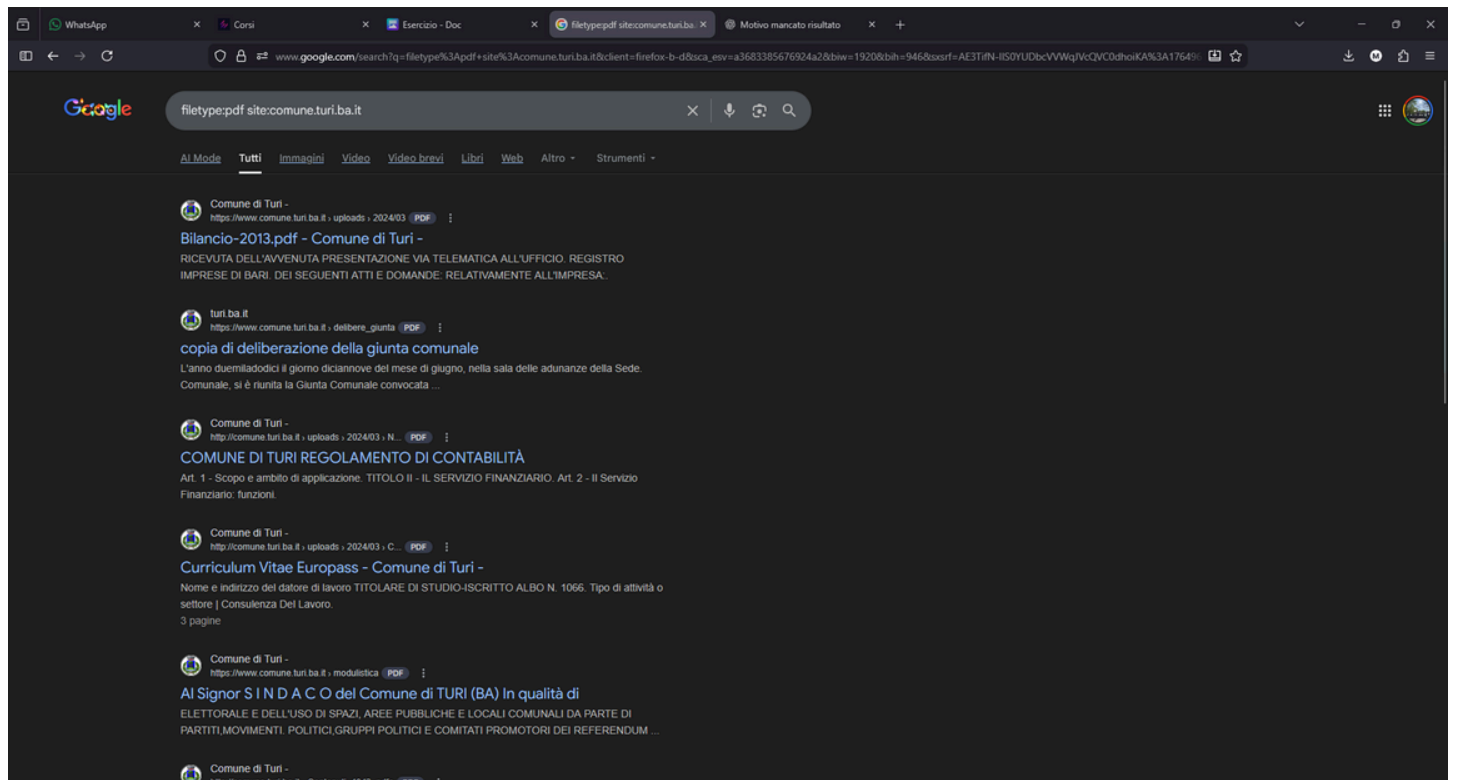 WhatsApp
Corsi
Esercizio - Doc
filetype:pdf site:comune.turi.ba.
Motivo mancato risultato
www.google.com/search?q=filetype%3Apdf+site%3Acomune.turi.ba.it&client=firefox-b-d&sca_esv=a3683385676924a2&biw=1920&bih=946&sxsrf=
Google
filetype:pdf site:comune.turi.ba.it
AI Mode Tutti Immagini Video Video brevi Libri Web Altro Strumenti
Comune di Turi -
https://www.comune.turi.ba.it › uploads › 2024/03 PDF
Bilancio-2013.pdf - Comune di Turi -
RICEVUTA DELL'AVVENUTA PRESENTAZIONE VIA TELEMATICA ALL'UFFICIO. REGISTRO
IMPRESE DI BARI. DEI SEGUENTI ATTI E DOMANDE: RELATIVAMENTE ALL'IMPRESA:.
turi.ba.it
https://www.comune.turi.ba.it › delibere_giunta PDF
copia di deliberazione della giunta comunale
L'anno duemiladodici il giorno diciannove del mese di giugno, nella sala delle adunanze della Sede.
Comunale, si è riunita la Giunta Comunale convocata ...
Comune di Turi -
http://comune.turi.ba.it › uploads › 2024/03 › N... PDF
COMUNE DI TURI REGOLAMENTO DI CONTABILITÀ
Art. 1 - Scopo e ambito di applicazione. TITOLO II - IL SERVIZIO FINANZIARIO. Art. 2 - Il Servizio
Finanziario: funzioni.
Comune di Turi -
http://comune.turi.ba.it › uploads › 2024/03 › C... PDF
Curriculum Vitae Europass - Comune di Turi -
Nome e indirizzo del datore di lavoro TITOLARE DI STUDIO-ISCRITTO ALBO N. 1066. Tipo di attività o
settore | Consulenza Del Lavoro.
3 pagine
Comune di Turi -
https://www.comune.turi.ba.it › modulistica PDF
Al Signor S I N D A C O del Comune di TURI (BA) In qualità di
ELETTORALE E DELL'USO DI SPAZI, AREE PUBBLICHE E LOCALI COMUNALI DA PARTE DI
PARTITI,MOVIMENTI. POLITICI,GRUPPI POLITICI E COMITATI PROMOTORI DEI REFERENDUM ...
Comune di Turi -